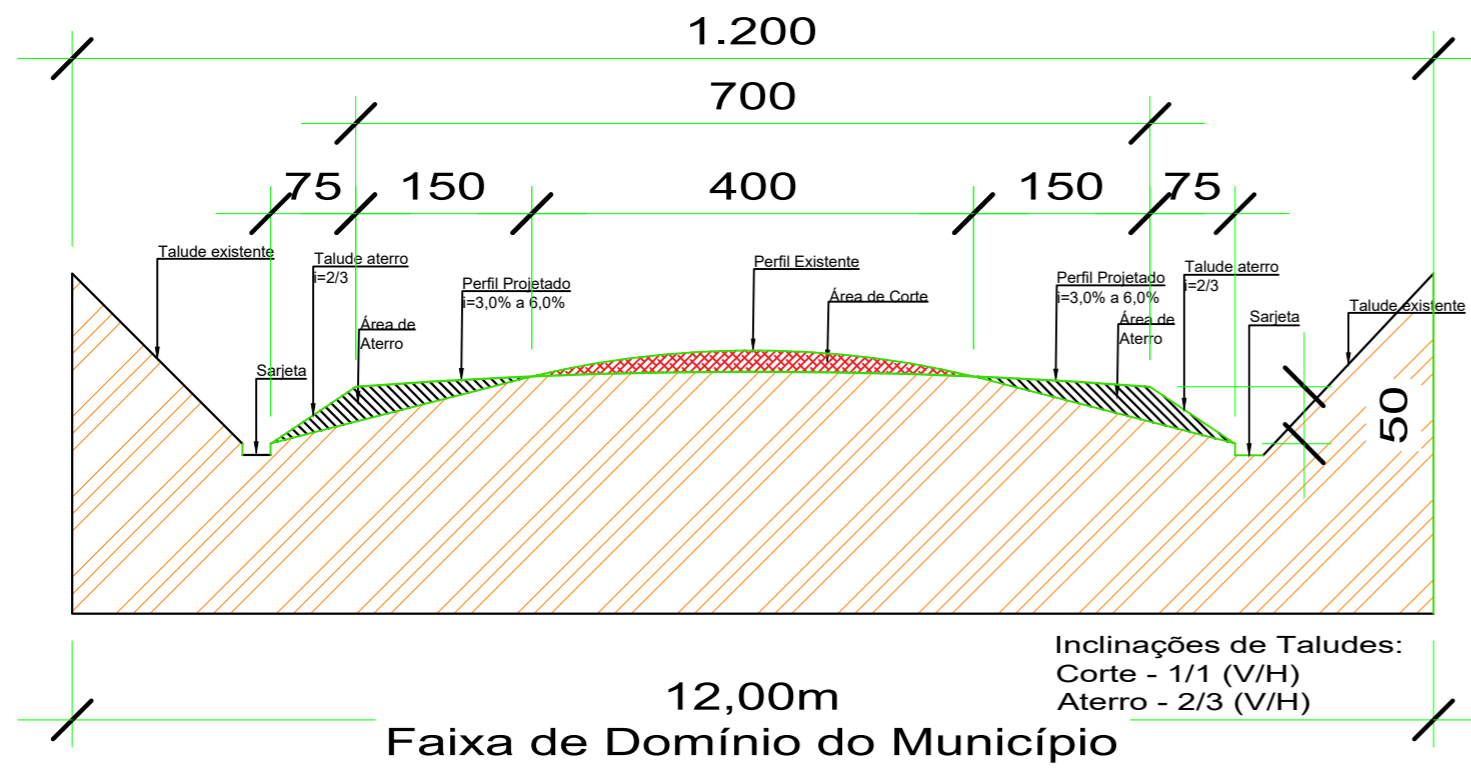 1.200
700
75
150
400
150
75
Talude existente
Talude aterro
i=2/3
Perfil Projetado
i=3,0% a 6,0%
Área de
Aterro
Sarjeta
Perfil Existente
Área de Corte
Perfil Projetado
i=3,0% a 6,0%
Área de
Aterro
Talude aterro
i=2/3
Sarjeta
Talude existente
50
Inclinações de Taludes:
Corte - 1/1 (V/H)
Aterro - 2/3 (V/H)
12,00m
Faixa de Domínio do Município